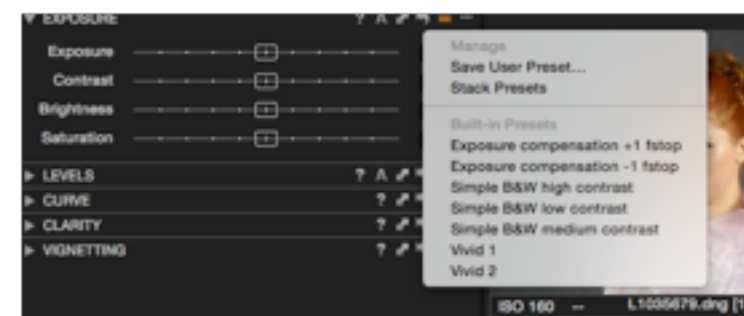 EXPOSURE ? A
Exposure
Contrast
Brightness
Saturation
LEVELS ? A
CURVE ?
CLARITY ?
VIGNETTING ?
Manage
Save User Preset...
Stack Presets
Built-in Presets
Exposure compensation +1 fstop
Exposure compensation -1 fstop
Simple B&W high contrast
Simple B&W low contrast
Simple B&W medium contrast
Vivid 1
Vivid 2
ISO 160 -- L1035679.dng [1